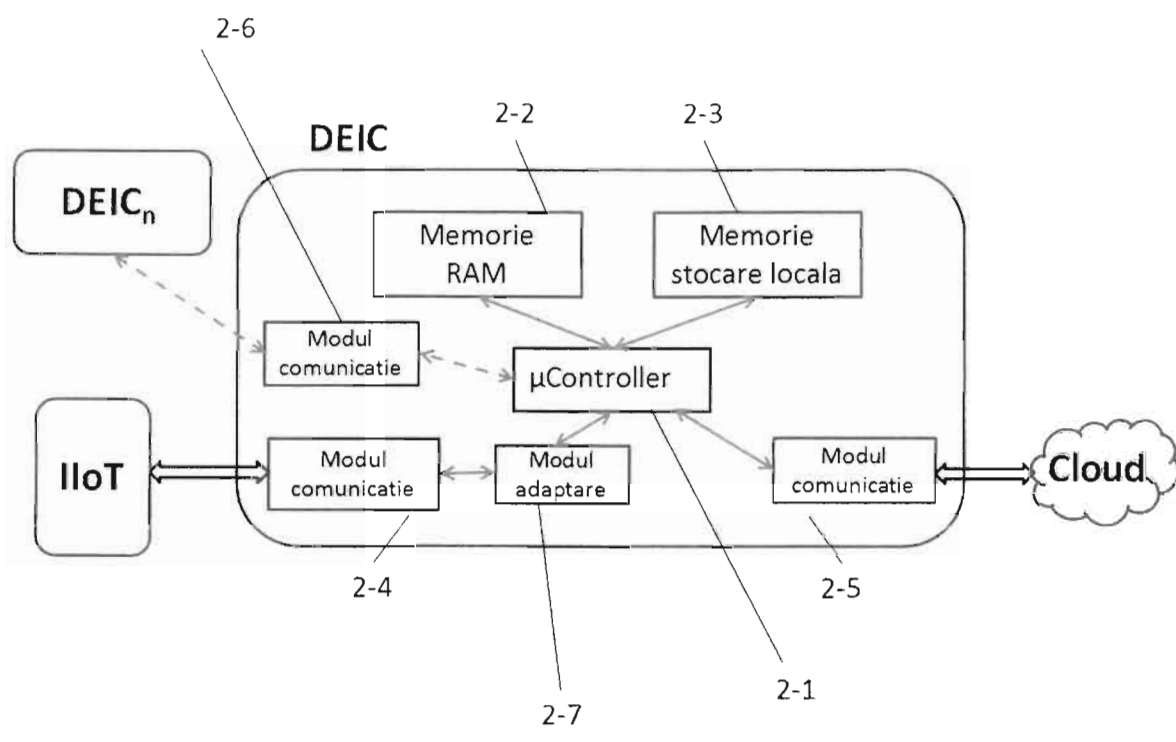 2-6
2-2
2-3
DEIC
DEICn
Memorie
RAM
Memorie
stocare locala
Modul
comunicatie
µController
IIoT
Modul
comunicatie
Modul
adaptare
Modul
comunicatie
Cloud
2-4
2-5
2-1
2-7